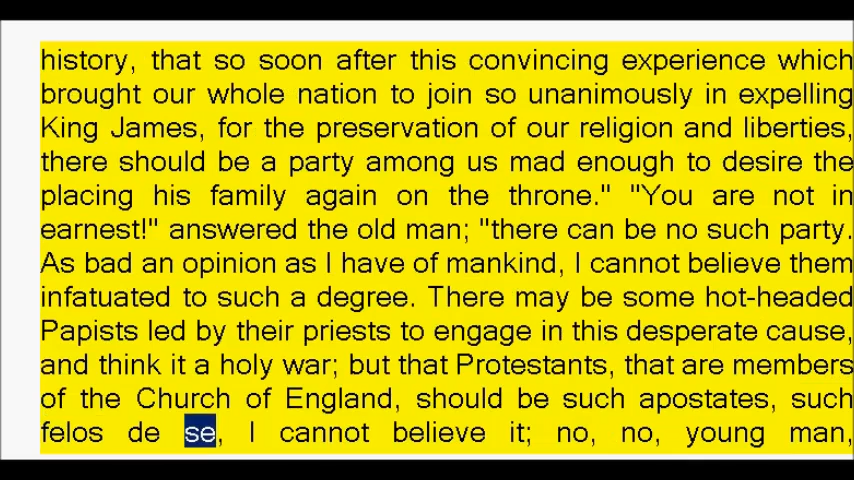 history, that so soon after this convincing experience which
brought our whole nation to join so unanimously in expelling
King James, for the preservation of our religion and liberties,
there should be a party among us mad enough to desire the
placing his family again on the throne." "You are not in
earnest!" answered the old man; "there can be no such party.
As bad an opinion as I have of mankind, I cannot believe them
infatuated to such a degree. There may be some hot-headed
Papists led by their priests to engage in this desperate cause,
and think it a holy war; but that Protestants, that are members
of the Church of England, should be such apostates, such
felos de se, I cannot believe it; no, no, young man,